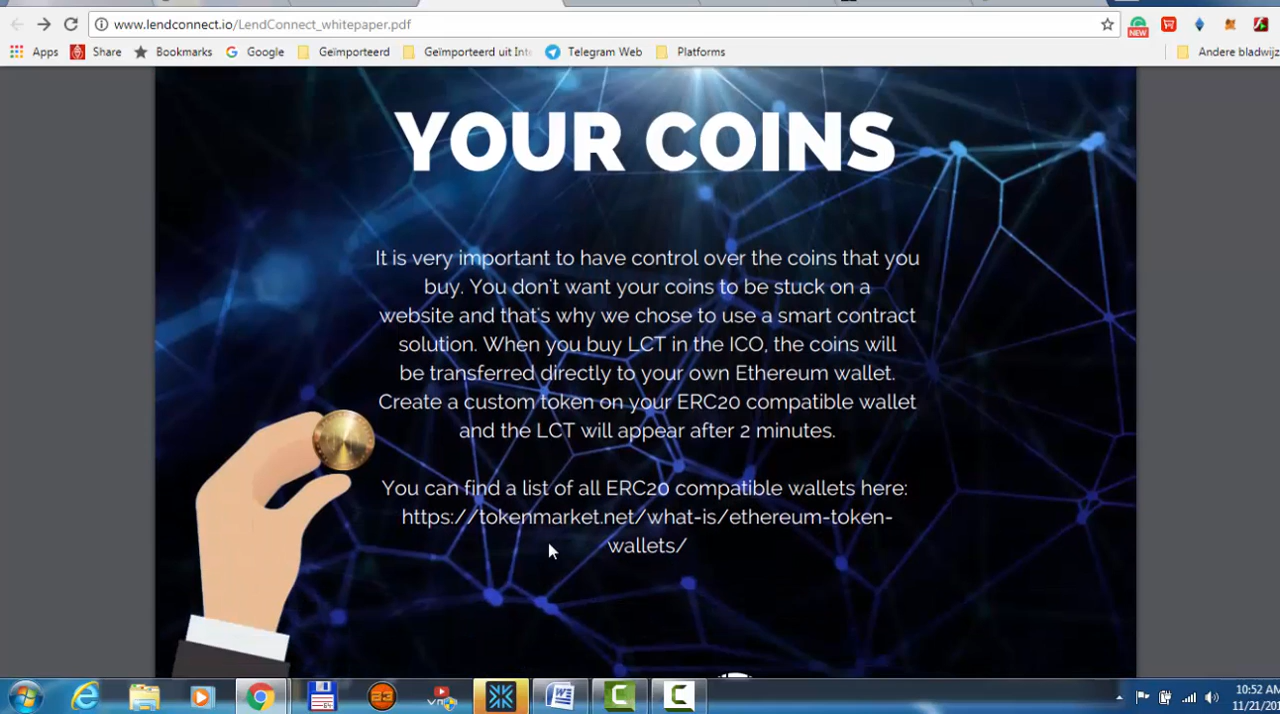 www.lendconnect.io/LendConnect_whitepaper.pdf
NEW
Apps Share Bookmarks Google Geïmporteerd Geïmporteerd uit Inte Telegram Web Platforms Andere bladwijz
YOUR COINS
It is very important to have control over the coins that you
buy. You don't want your coins to be stuck on a
website and that's why we chose to use a smart contract
solution. When you buy LCT in the ICO, the coins will
be transferred directly to your own Ethereum wallet.
Create a custom token on your ERC20 compatible wallet
and the LCT will appear after 2 minutes.
You can find a list of all ERC20 compatible wallets here:
https://tokenmarket.net/what-is/ethereum-token-
wallets/
10:52 AM
11/21/20